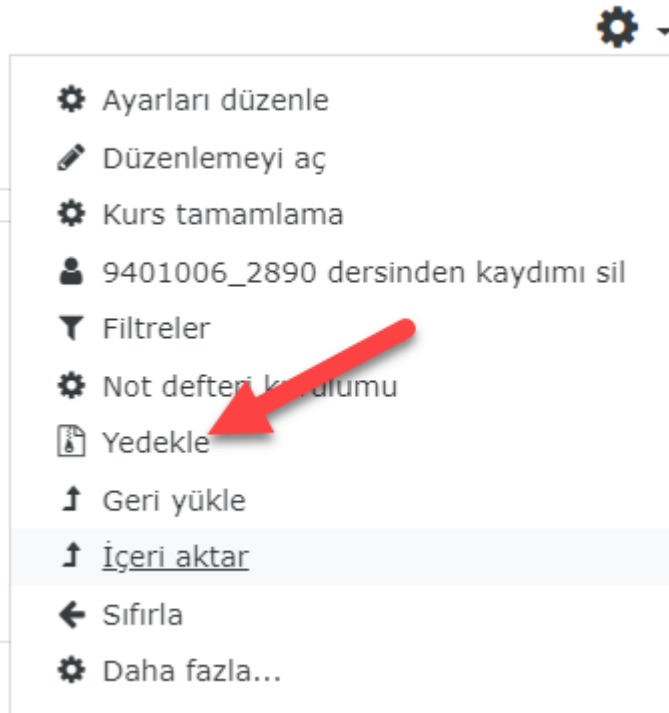 Ayarları düzenle
Düzenlemeyi aç
Kurs tamamlama
9401006_2890 dersinden kaydımı sil
Filtreler
Not defteri kurulumu
Yedekle
Geri yükle
İçeri aktar
Sıfırla
Daha fazla...